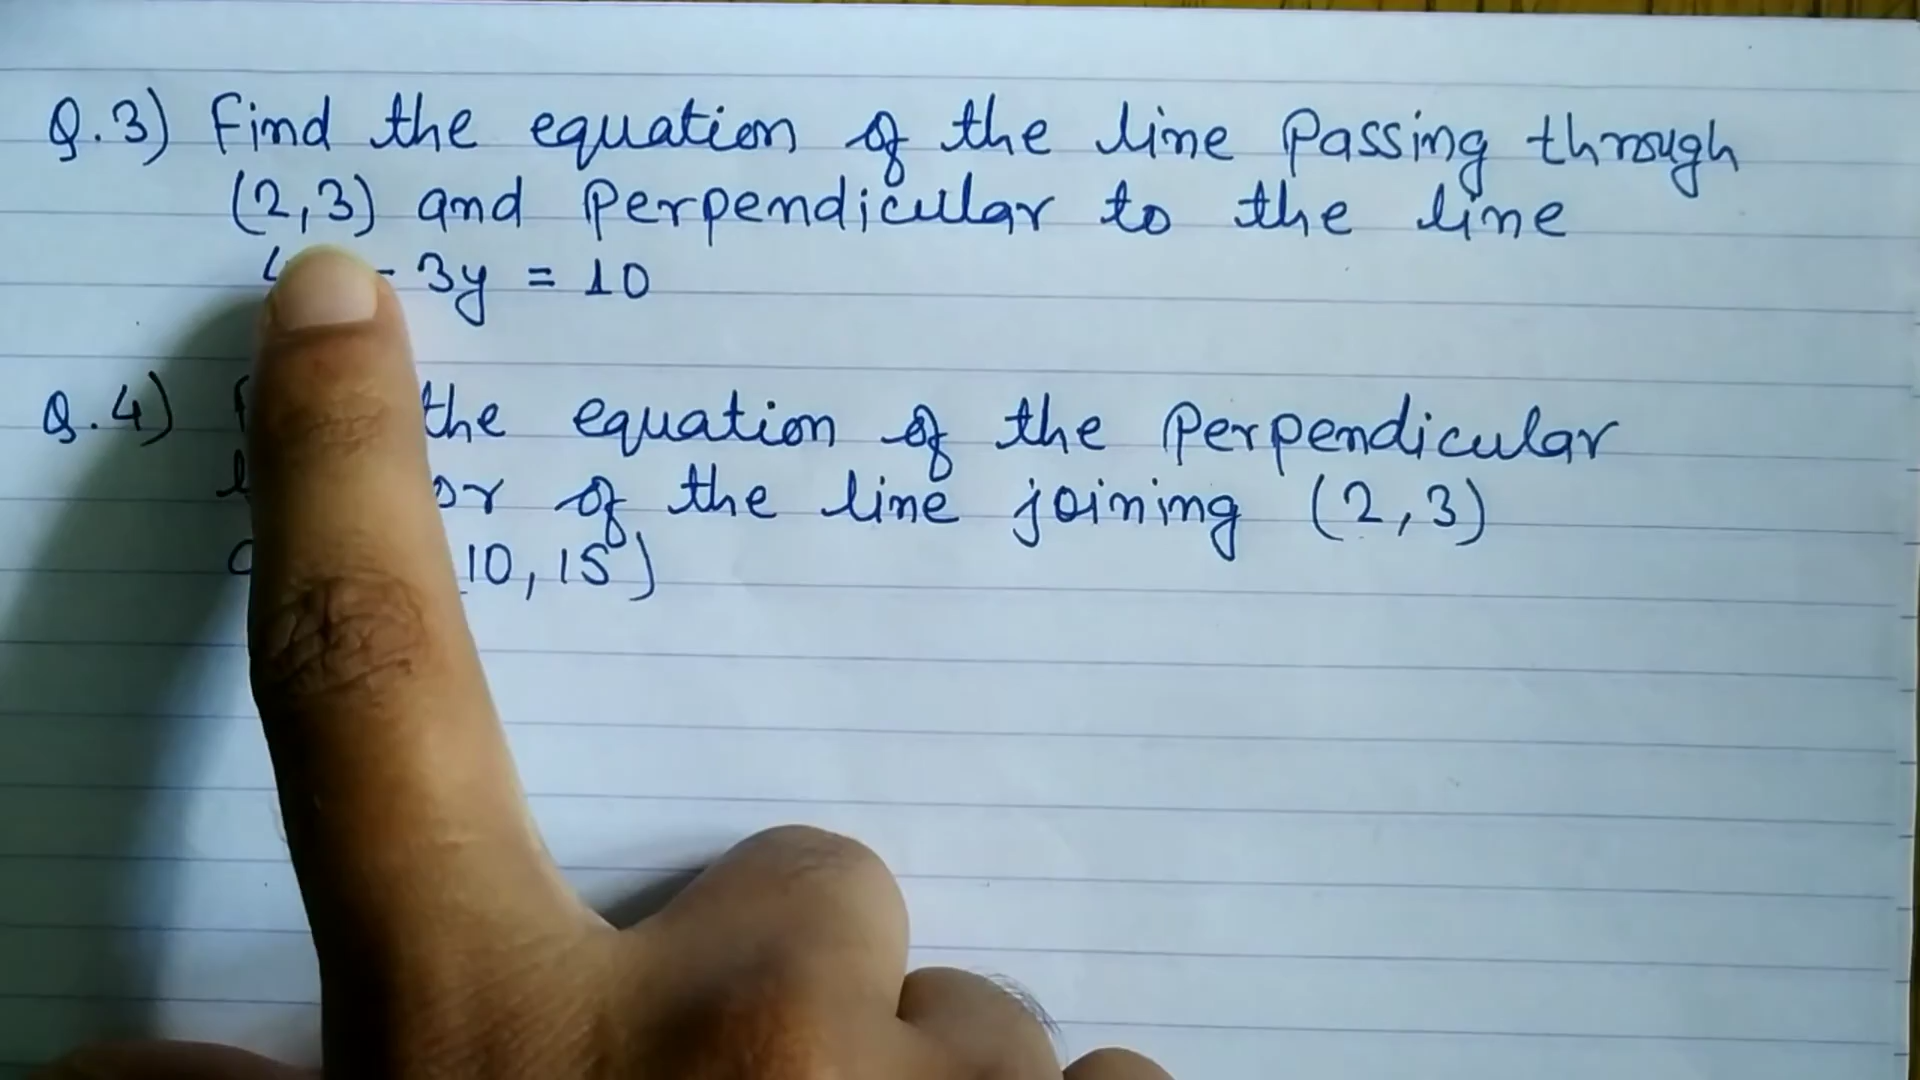 Q.3) Find the equation of the line Passing through
(2,3) and Perpendicular to the line
- 3y = 10
Q.4) the equation of the Perpendicular
of the line joining (2,3)
10,15)